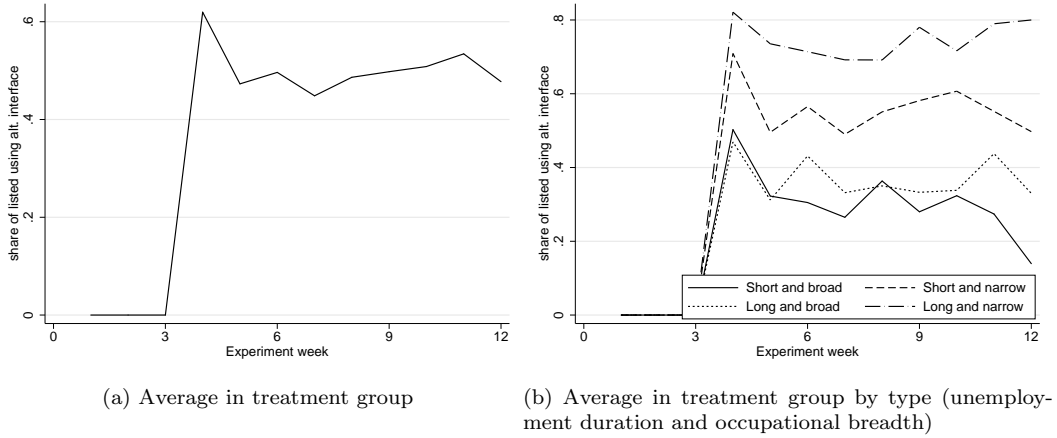 share of listed using alt. interface
0
.2
.4
.6
0
3
6
9
12
Experiment week
(a) Average in treatment group
share of listed using alt. interface
0
.2
.4
.6
.8
0
3
6
9
12
Experiment week
Short and broad
Short and narrow
Long and broad
Long and narrow
(b) Average in treatment group by type (unemploy-
ment duration and occupational breadth)